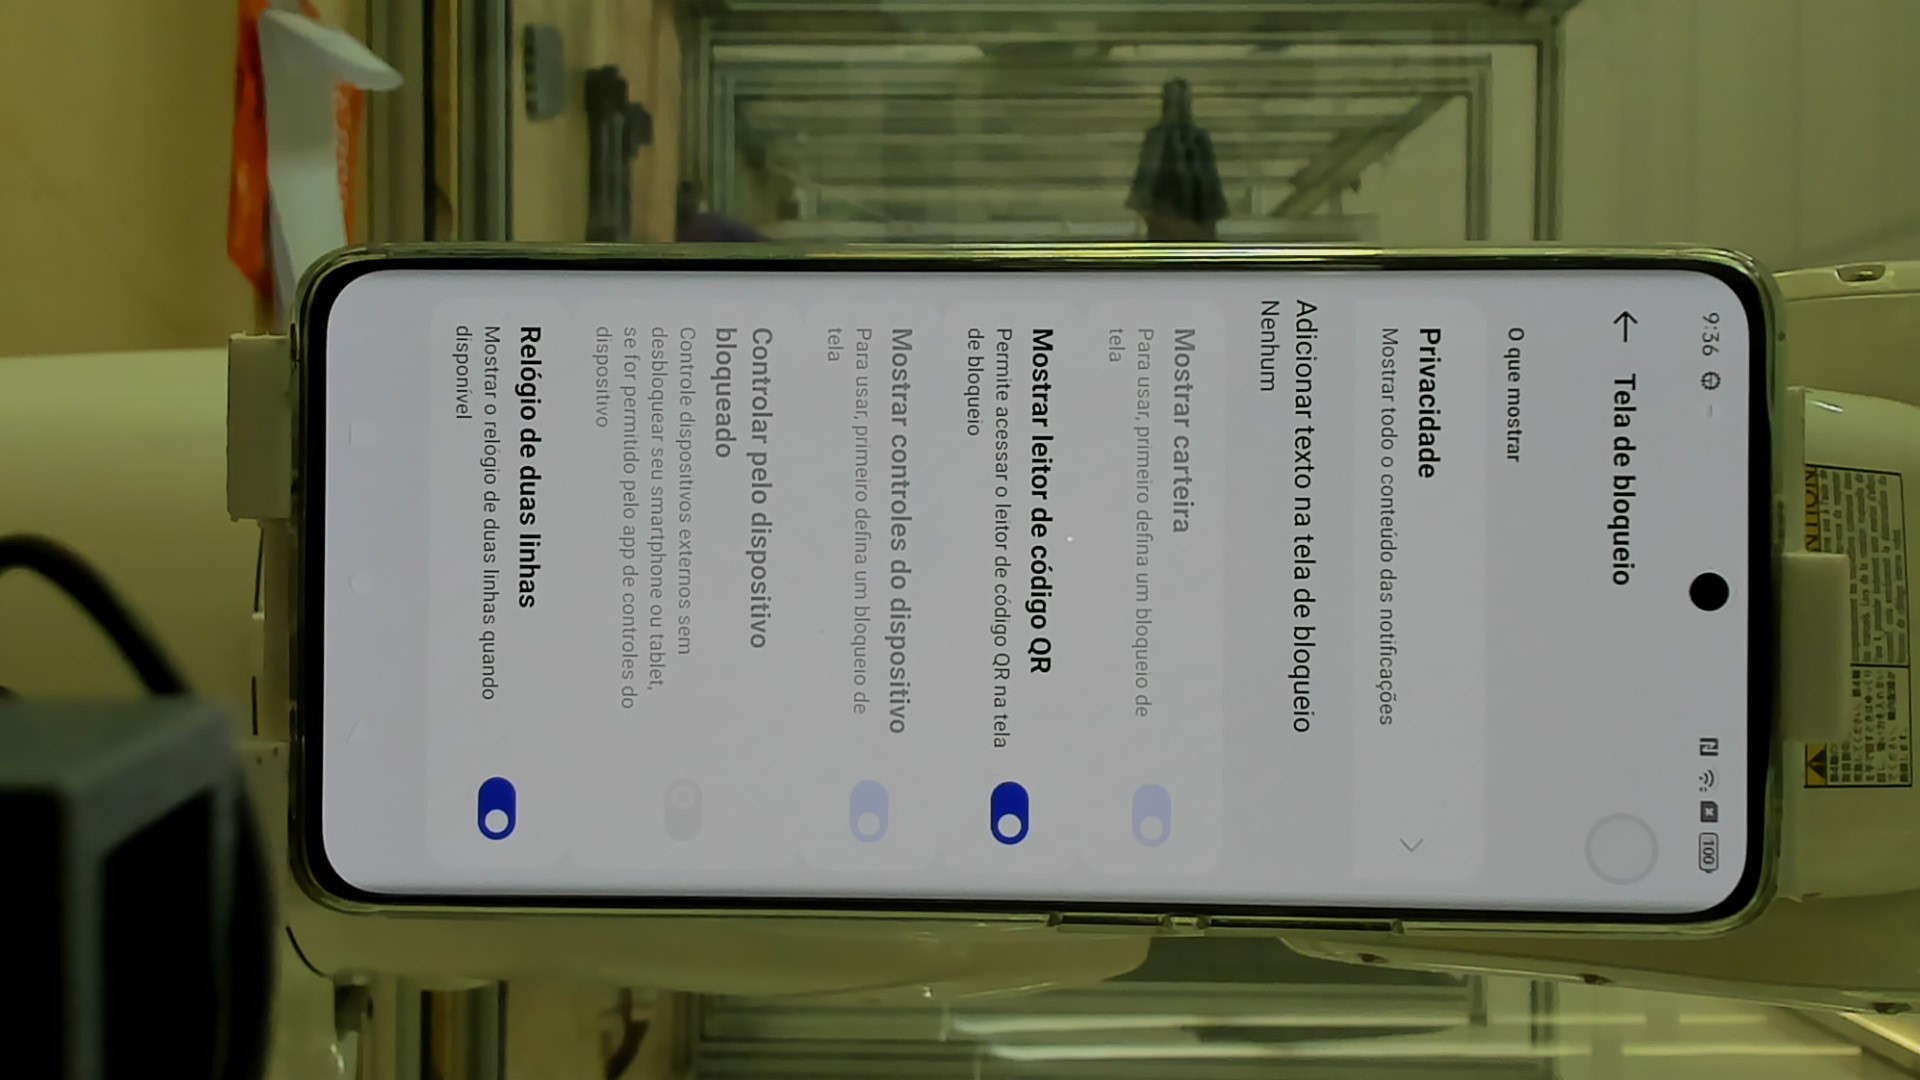 9:36
100
Tela de bloqueio
O que mostrar
Privacidade
Mostrar todo o conteúdo das notificações
Adicionar texto na tela de bloqueio
Nenhum
Mostrar carteira
Para usar, primeiro defina um bloqueio de
tela
Mostrar leitor de código QR
Permite acessar o leitor de código QR na tela
de bloqueio
Mostrar controles do dispositivo
Para usar, primeiro defina um bloqueio de
tela
Controlar pelo dispositivo
bloqueado
Controle dispositivos externos sem
desbloquear seu smartphone ou tablet,
se for permitido pelo app de controles do
dispositivo
Relógio de duas linhas
Mostrar o relógio de duas linhas quando
disponível